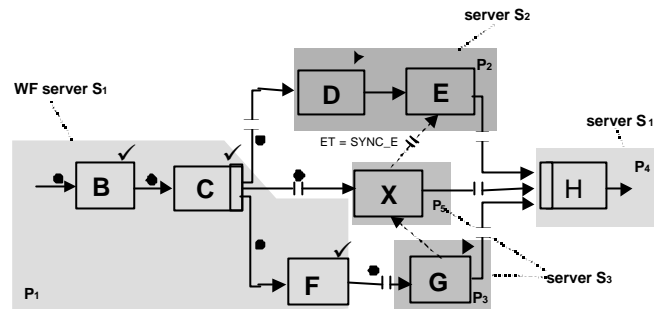 server S2
WF server S1
P2
D
E
server S1
ET = SYNC_E
B
C
X
H
P4
P5
F
G
server S3
P1
P3